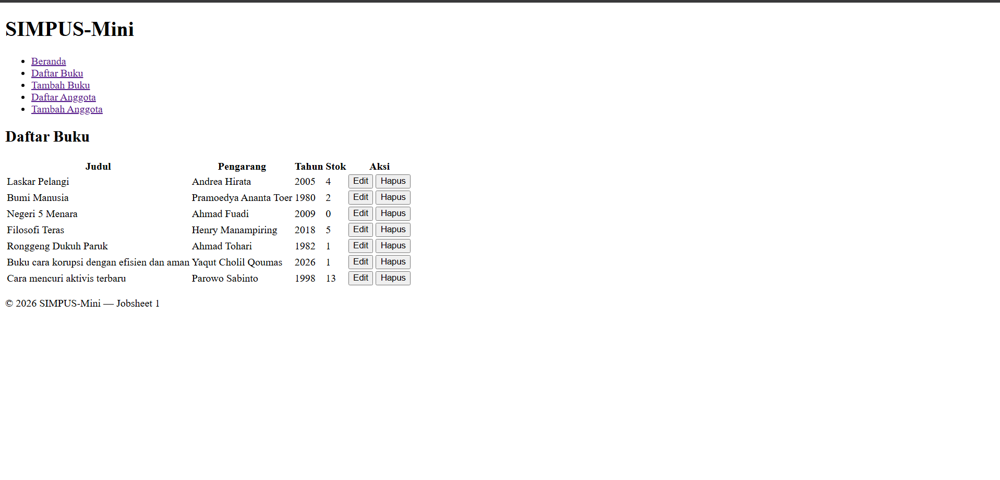 SIMPUS-Mini
Beranda
Daftar Buku
Tambah Buku
Daftar Anggota
Tambah Anggota
Daftar Buku
Judul Pengarang Tahun Stok Aksi
Laskar Pelangi Andrea Hirata 2005 4 Edit Hapus
Bumi Manusia Pramoedya Ananta Toer 1980 2 Edit Hapus
Negeri 5 Menara Ahmad Fuadi 2009 0 Edit Hapus
Filosofi Teras Henry Manampiring 2018 5 Edit Hapus
Ronggeng Dukuh Paruk Ahmad Tohari 1982 1 Edit Hapus
Buku cara korupsi dengan efisien dan aman Yaqut Cholil Qoumas 2026 1 Edit Hapus
Cara mencuri aktivis terbaru Parowo Sabinto 1998 13 Edit Hapus
© 2026 SIMPUS-Mini — Jobsheet 1